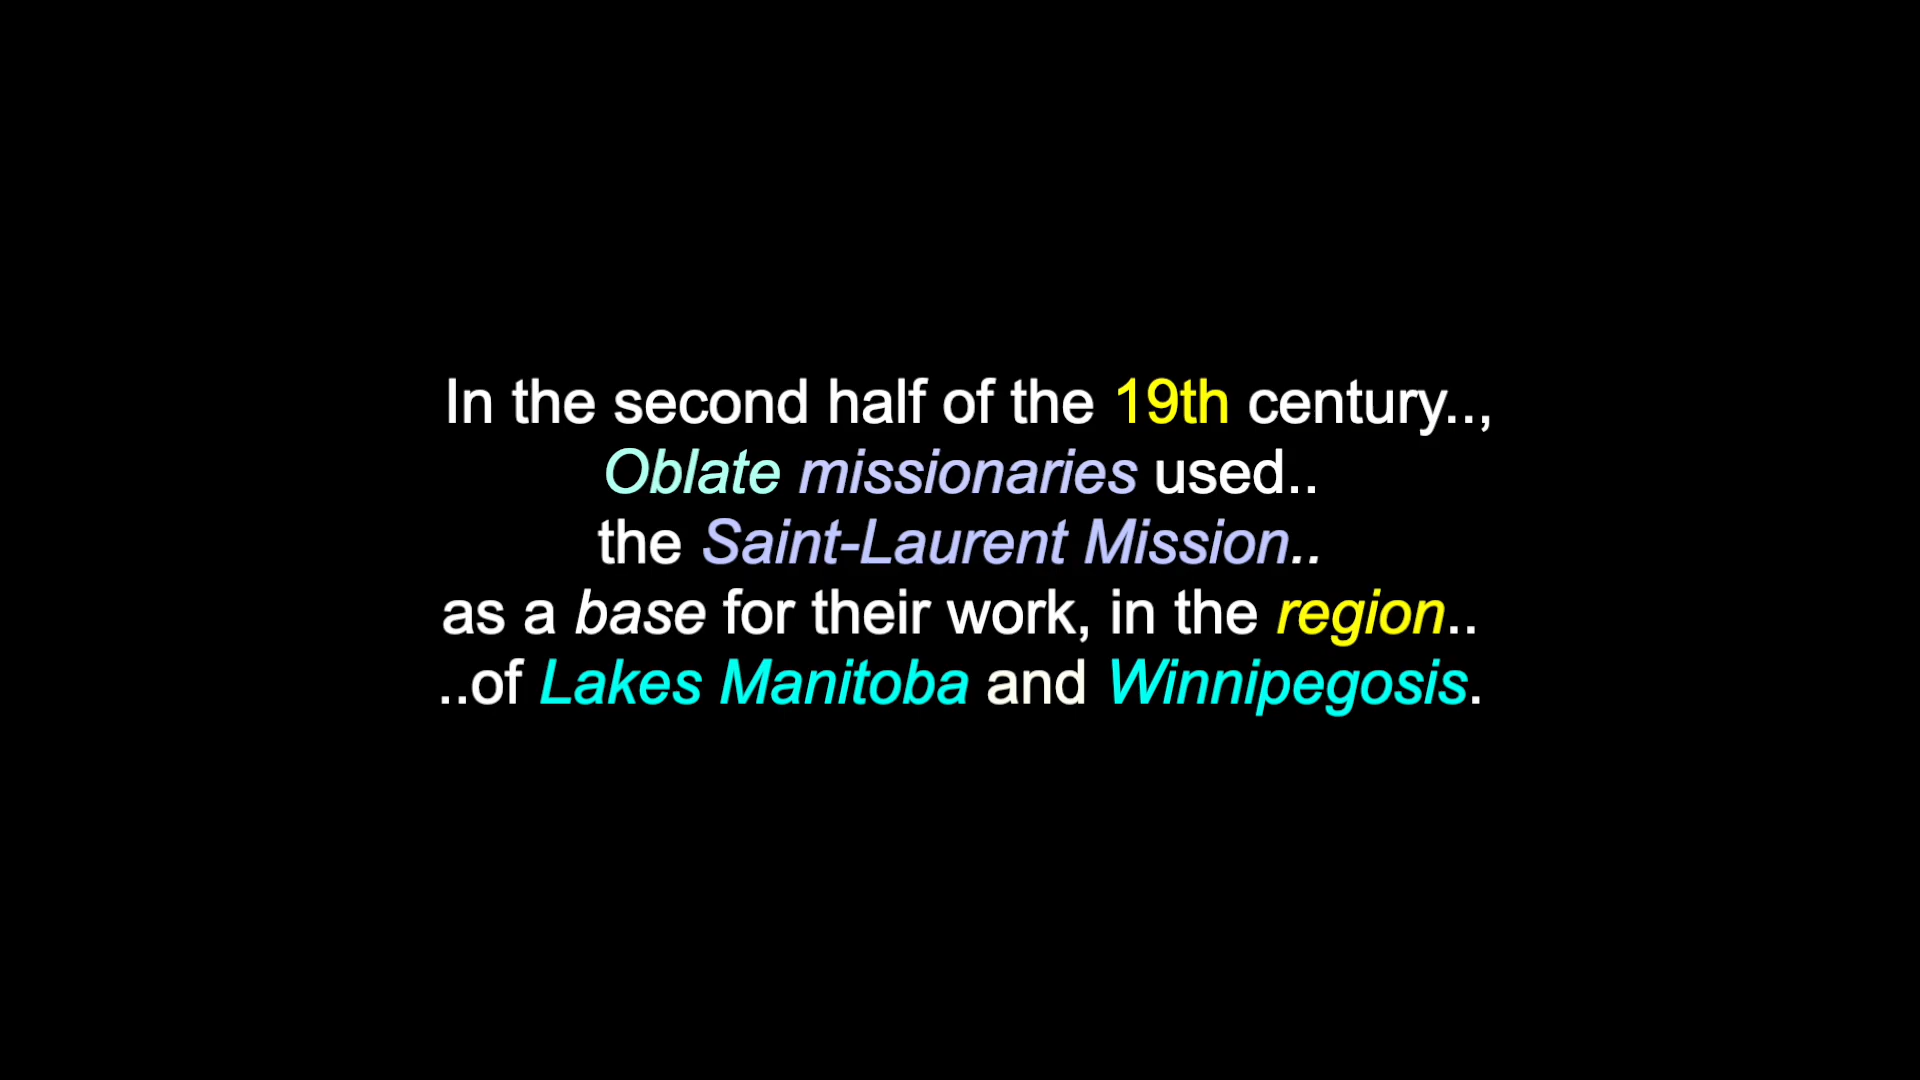 In the second half of the 19th century..,
Oblate missionaries used..
the Saint-Laurent Mission..
as a base for their work, in the region..
..of Lakes Manitoba and Winnipegosis.